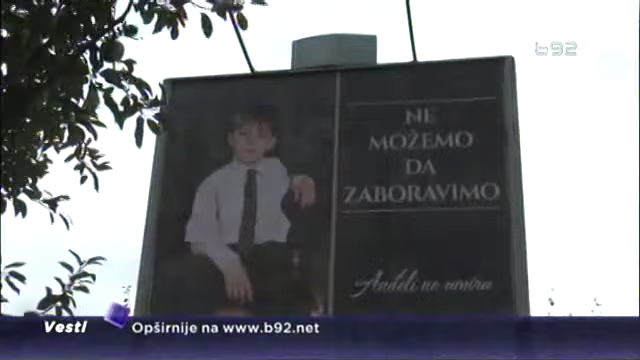 b92
NE
MOŽEMO
DA
ZABORAVIMO
Anđeli ne umiru
Vesti
Opširnije na www.b92.net